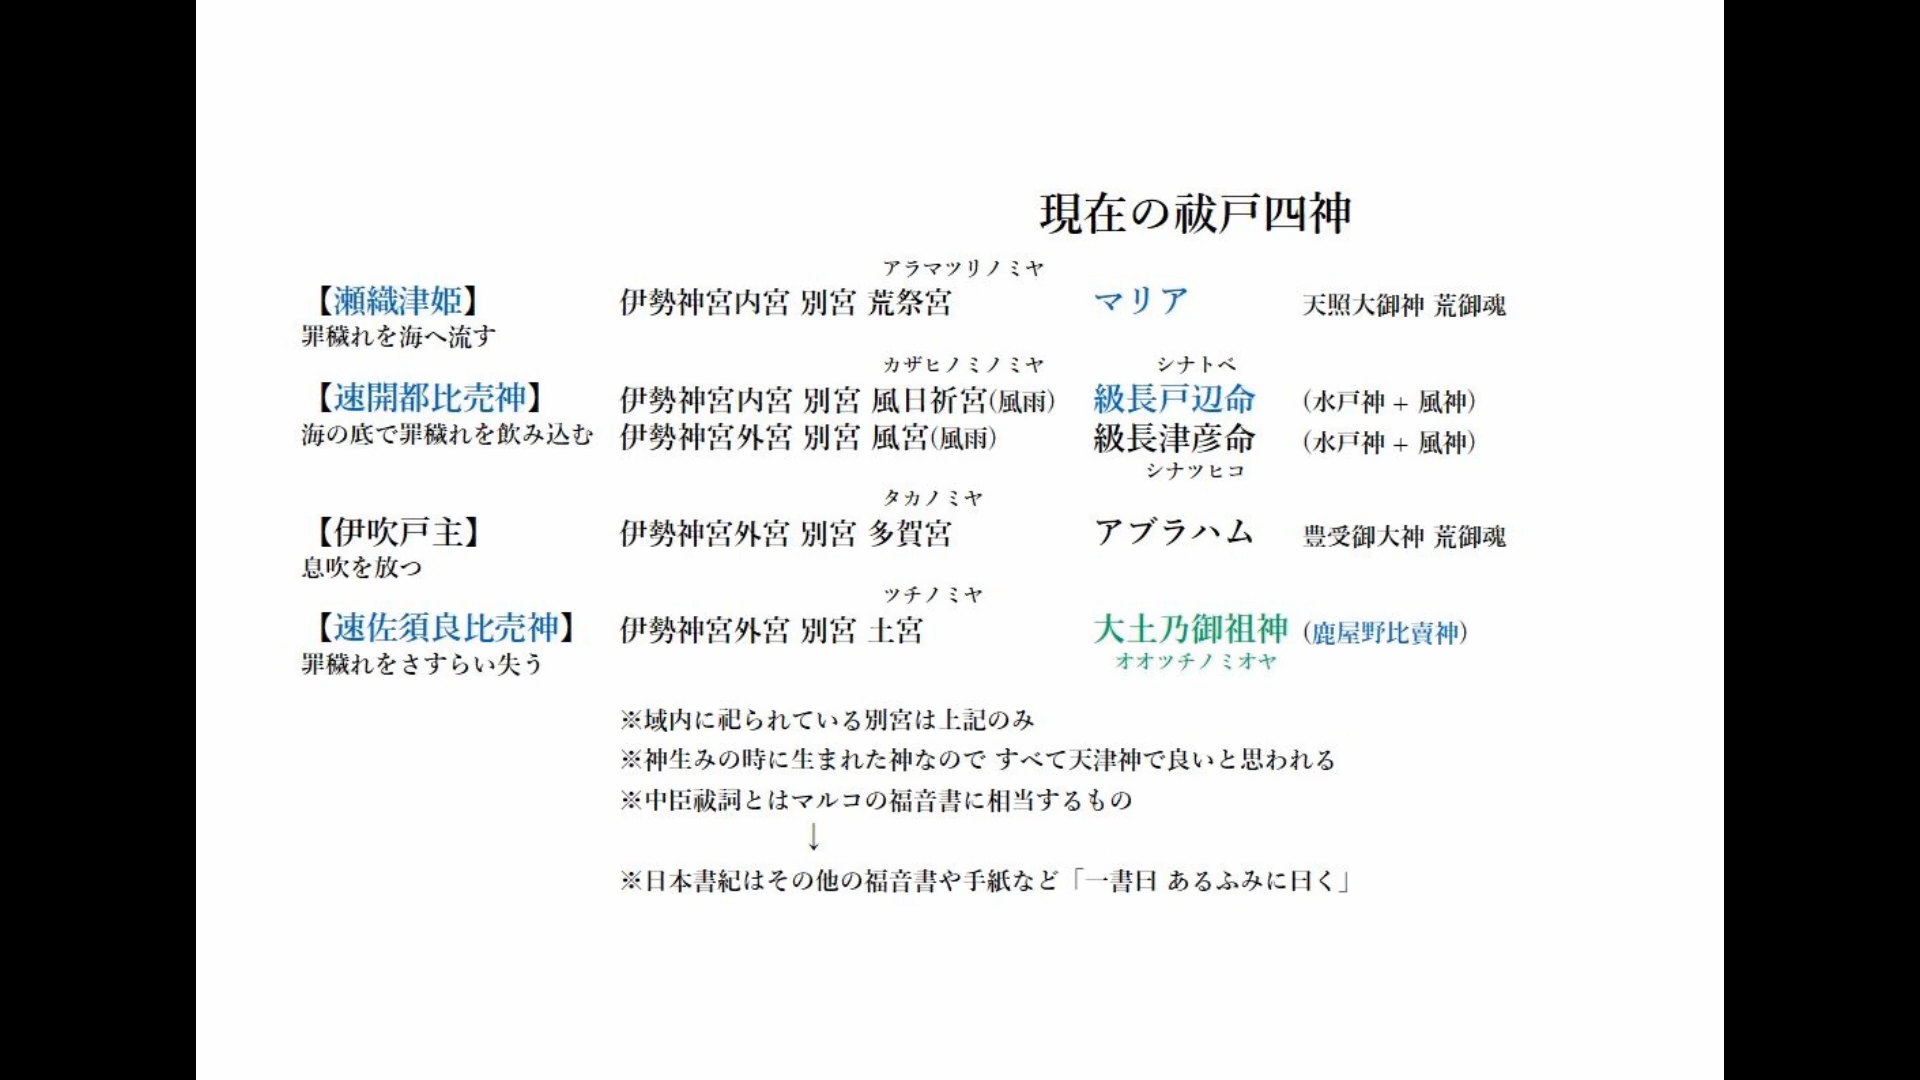 現在の祓戸四神
アラマツリノミヤ
【瀬織津姫】 伊勢神宮内宮 別宮 荒祭宮 マリア 天照大御神 荒御魂
罪穢れを海へ流す
カザヒノミノミヤ シナトベ
【速開都比売神】 伊勢神宮内宮 別宮 風日祈宮(風雨) 級長戸辺命 (水戸神 + 風神)
海の底で罪穢れを飲み込む 伊勢神宮外宮 別宮 風宮(風雨) 級長津彦命 (水戸神 + 風神)
シナツヒコ
タカノミヤ
【伊吹戸主】 伊勢神宮外宮 別宮 多賀宮 アブラハム 豊受御大神 荒御魂
息吹を放つ
ツチノミヤ
【速佐須良比売神】 伊勢神宮外宮 別宮 土宮 大土乃御祖神 (鹿屋野比賣神)
罪穢れをさすらい失う オオツチノミオヤ
※域内に祀られている別宮は上記のみ
※神生みの時に生まれた神なので すべて天津神で良いと思われる
※中臣祓詞とはマルコの福音書に相当するもの
↓
※日本書紀はその他の福音書や手紙など「一書曰 あるふみに曰く」